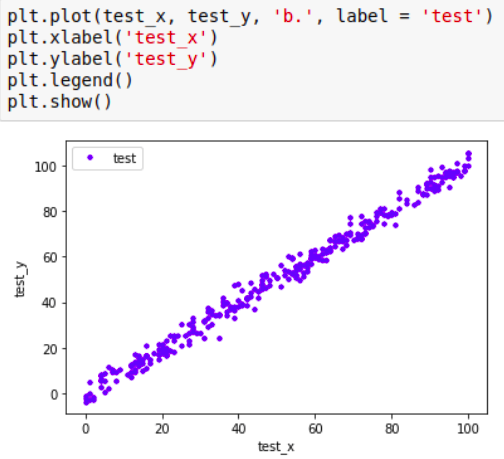 plt.plot(test_x, test_y, 'b.', label = 'test')
plt.xlabel('test_x')
plt.ylabel('test_y')
plt.legend()
plt.show()
test
100
80
60
40
20
0
test_y
0 20 40 60 80 100
test_x